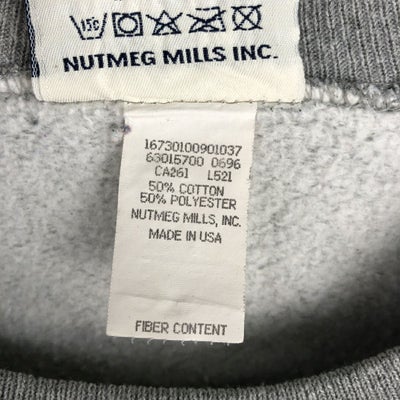 15C
NUTMEG MILLS INC.
16730100901037
63015700 0696
CA261 L521
50% COTTON
50% POLYESTER
NUTMEG MILLS, INC.
MADE IN USA
FIBER CONTENT